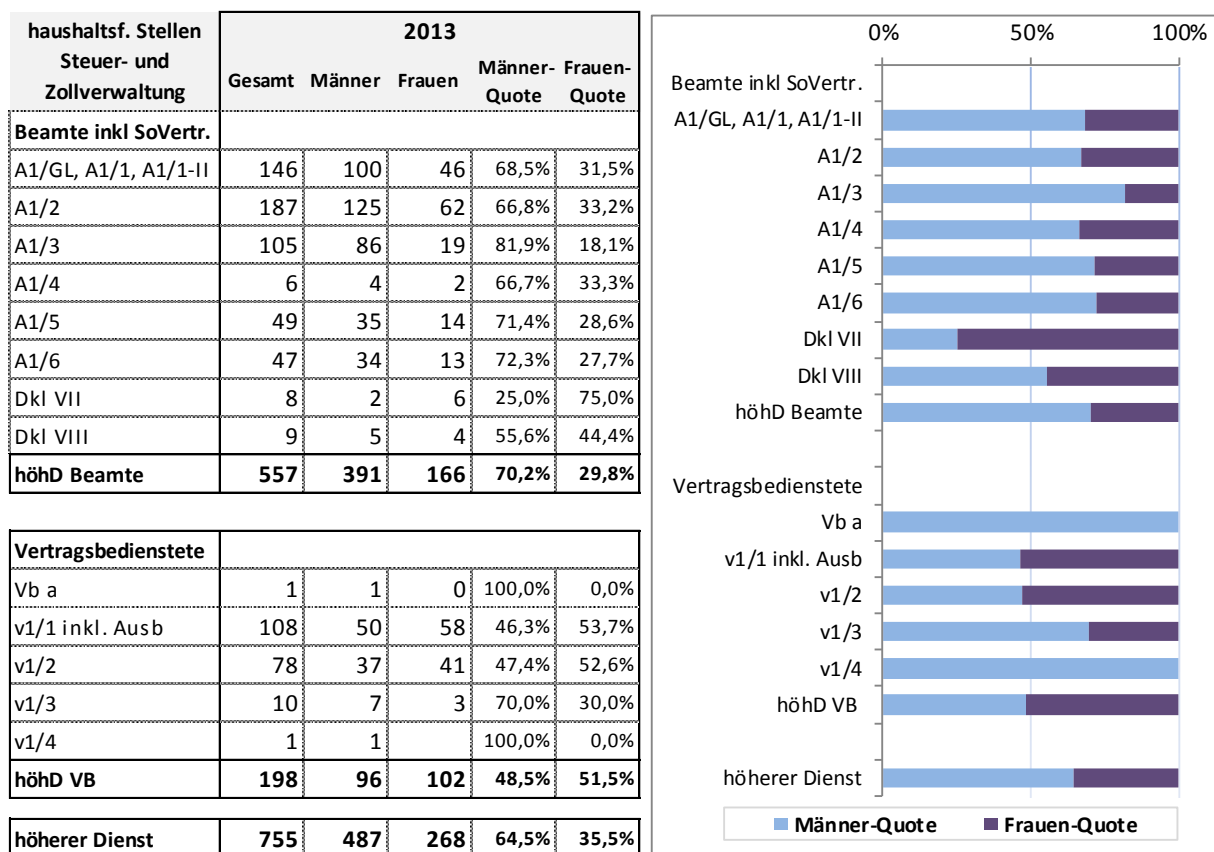 haushaltsf. Stellen
Steuer- und
Zollverwaltung
2013
Gesamt Männer Frauen Männer-Quote Frauen-Quote
Beamte inkl SoVertr.
A1/GL, A1/1, A1/1-II 146 100 46 68,5% 31,5%
A1/2 187 125 62 66,8% 33,2%
A1/3 105 86 19 81,9% 18,1%
A1/4 6 4 2 66,7% 33,3%
A1/5 49 35 14 71,4% 28,6%
A1/6 47 34 13 72,3% 27,7%
Dkl VII 8 2 6 25,0% 75,0%
Dkl VIII 9 5 4 55,6% 44,4%
höhD Beamte 557 391 166 70,2% 29,8%
Vertragsbedienstete
Vb a 1 1 0 100,0% 0,0%
v1/1 inkl. Ausb 108 50 58 46,3% 53,7%
v1/2 78 37 41 47,4% 52,6%
v1/3 10 7 3 70,0% 30,0%
v1/4 1 1 100,0% 0,0%
höhD VB 198 96 102 48,5% 51,5%
höherer Dienst 755 487 268 64,5% 35,5%
0% 50% 100%
Beamte inkl SoVertr.
A1/GL, A1/1, A1/1-II
A1/2
A1/3
A1/4
A1/5
A1/6
Dkl VII
Dkl VIII
höhD Beamte
Vertragsbedienstete
Vb a
v1/1 inkl. Ausb
v1/2
v1/3
v1/4
höhD VB
höherer Dienst
Männer-Quote Frauen-Quote